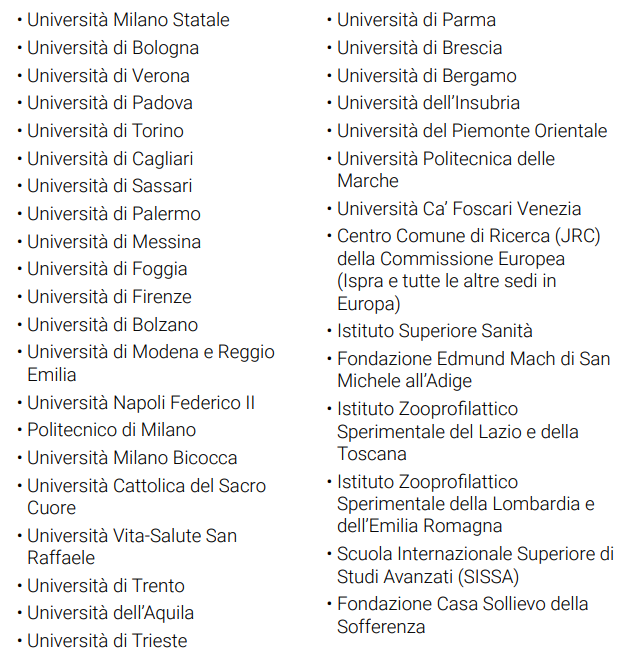 • Università Milano Statale
• Università di Bologna
• Università di Verona
• Università di Padova
• Università di Torino
• Università di Cagliari
• Università di Sassari
• Università di Palermo
• Università di Messina
• Università di Foggia
• Università di Firenze
• Università di Bolzano
• Università di Modena e Reggio
Emilia
• Università Napoli Federico II
• Politecnico di Milano
• Università Milano Bicocca
• Università Cattolica del Sacro
Cuore
• Università Vita-Salute San
Raffaele
• Università di Trento
• Università dell’Aquila
• Università di Trieste
• Università di Parma
• Università di Brescia
• Università di Bergamo
• Università dell’Insubria
• Università del Piemonte Orientale
• Università Politecnica delle
Marche
• Università Ca’ Foscari Venezia
• Centro Comune di Ricerca (JRC)
della Commissione Europea
(Ispra e tutte le altre sedi in
Europa)
• Istituto Superiore Sanità
• Fondazione Edmund Mach di San
Michele all’Adige
• Istituto Zooprofilattico
Sperimentale del Lazio e della
Toscana
• Istituto Zooprofilattico
Sperimentale della Lombardia e
dell’Emilia Romagna
• Scuola Internazionale Superiore di
Studi Avanzati (SISSA)
• Fondazione Casa Sollievo della
Sofferenza